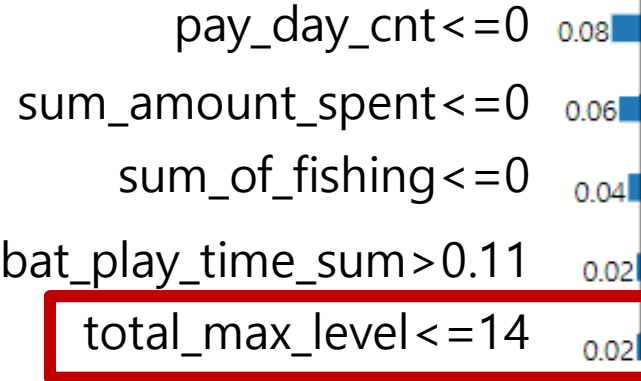 pay_day_cnt<=0 0.08
sum_amount_spent<=0 0.06
sum_of_fishing<=0 0.04
bat_play_time_sum>0.11 0.02
total_max_level<=14 0.02